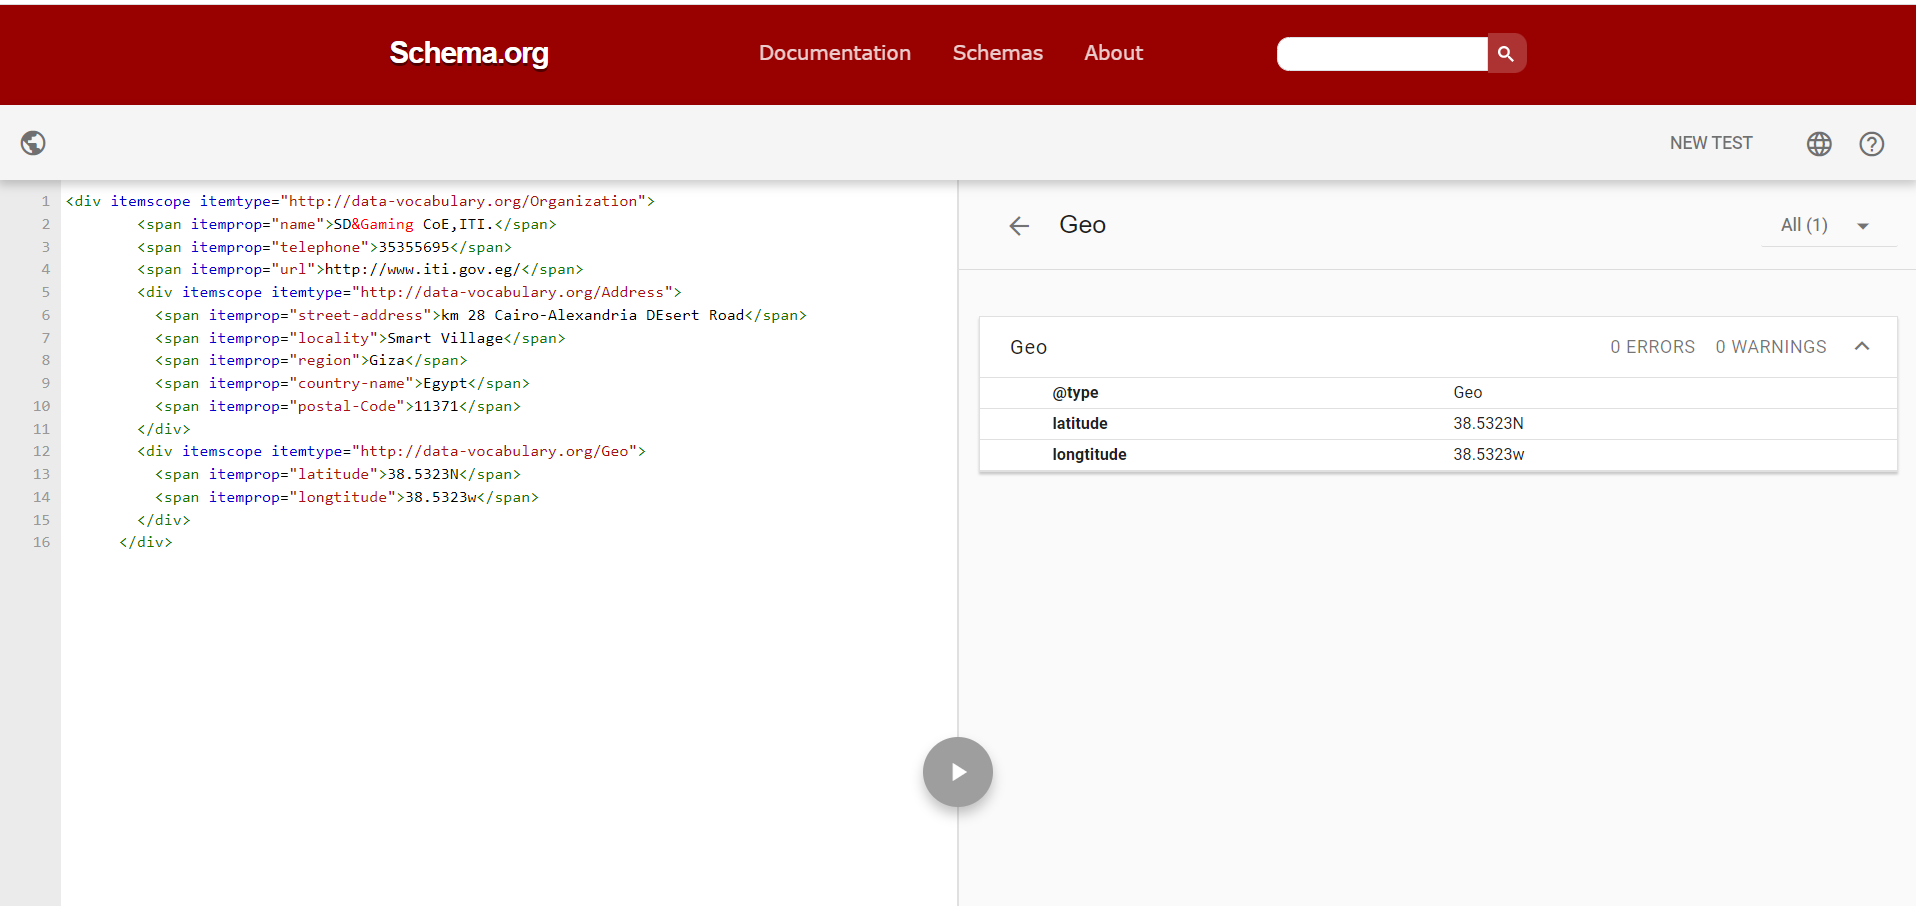 Schema.org Documentation Schemas About
NEW TEST
1 <div itemscope itemtype="http://data-vocabulary.org/Organization">
2 <span itemprop="name">SD&Gaming CoE,ITI.</span>
3 <span itemprop="telephone">35355695</span>
4 <span itemprop="url">http://www.iti.gov.eg/</span>
5 <div itemscope itemtype="http://data-vocabulary.org/Address">
6 <span itemprop="street-address">km 28 Cairo-Alexandria DEsert Road</span>
7 <span itemprop="locality">Smart Village</span>
8 <span itemprop="region">Giza</span>
9 <span itemprop="country-name">Egypt</span>
10 <span itemprop="postal-Code">11371</span>
11 </div>
12 <div itemscope itemtype="http://data-vocabulary.org/Geo">
13 <span itemprop="latitude">38.5323N</span>
14 <span itemprop="longtitude">38.5323w</span>
15 </div>
16 </div>
Geo All (1)
Geo 0 ERRORS 0 WARNINGS
@type Geo
latitude 38.5323N
longtitude 38.5323w